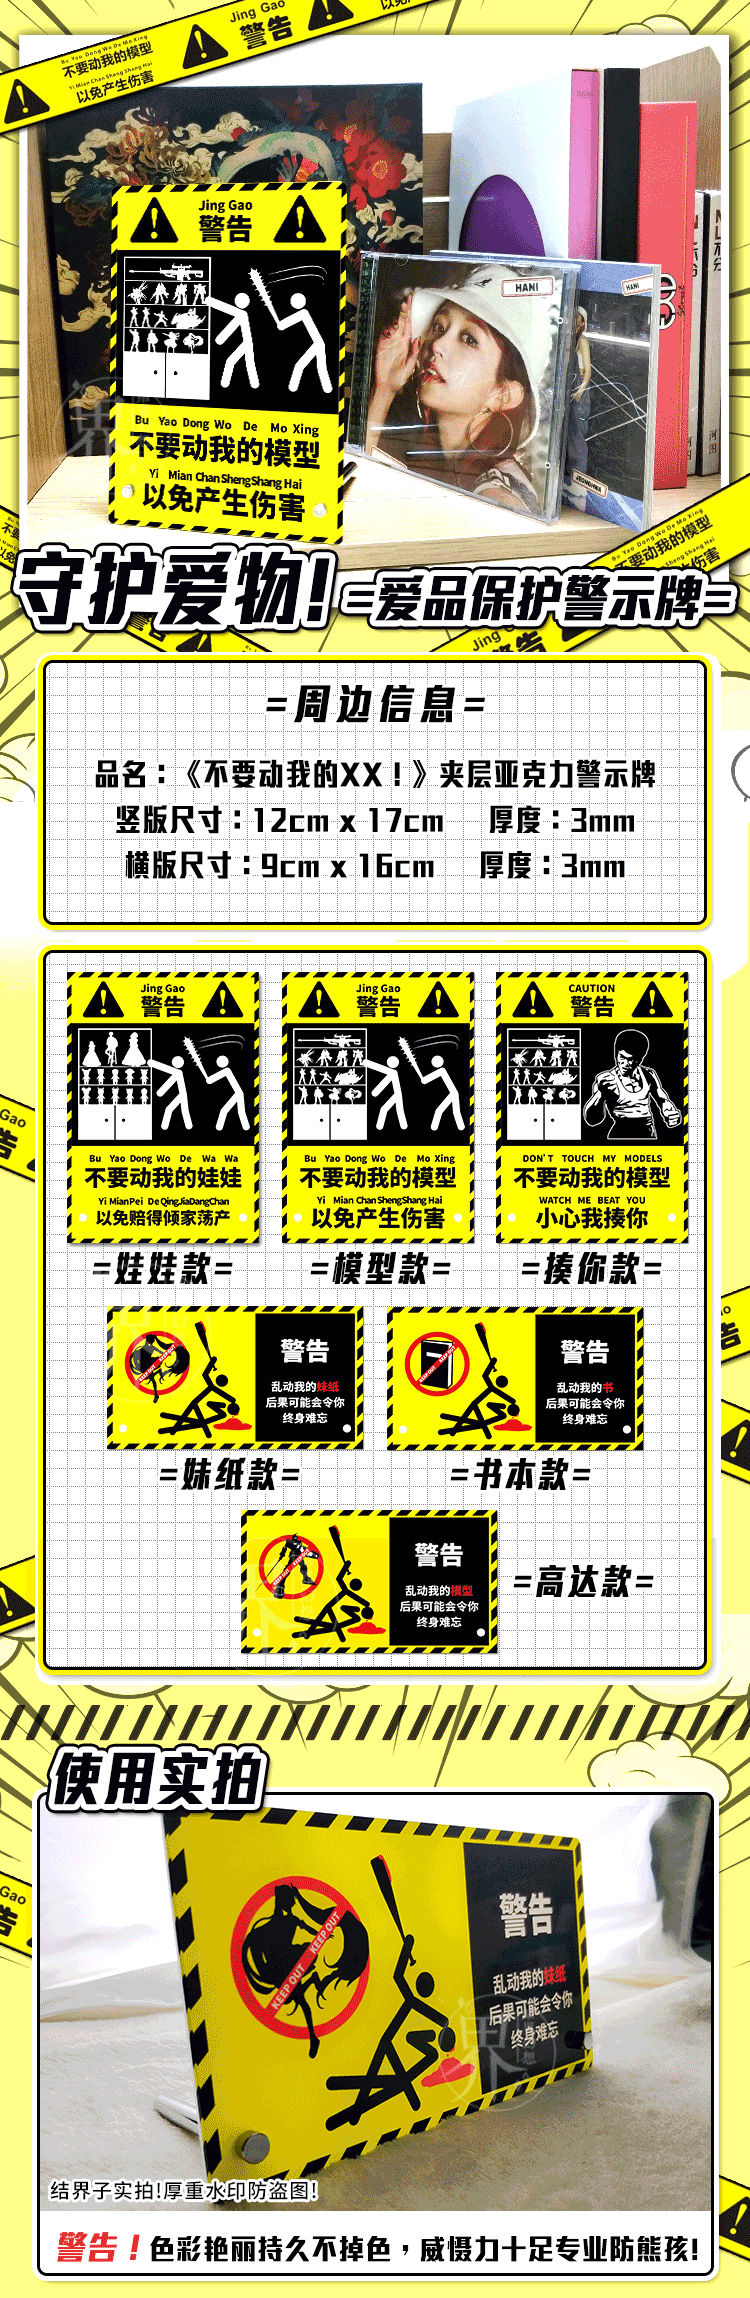 Bu Yao Dong Wo De Mo Xing
不要动我的模型
Yi Mian Chan Sheng Shang Hai
以免产生伤害
Jing Gao
警告
Jing Gao
警告
HANI
HANI
JEONGHWA
Bu Yao Dong Wo De Mo Xing
不要动我的模型
Yi Mian Chan Sheng Shang Hai
以免产生伤害
Bu Yao Dong Wo De Mo Xing
不要动我的模型
守护爱物!
=爱品保护警示牌=
=周边信息=
品名：《不要动我的XX！》夹层亚克力警示牌
竖版尺寸：12cm x 17cm 厚度：3mm
横版尺寸：9cm x 16cm 厚度：3mm
Jing Gao
警告
Bu Yao Dong Wo De Wa Wa
不要动我的娃娃
Yi MianPei De QingJiaDangChan
以免赔得倾家荡产
=娃娃款=
Jing Gao
警告
Bu Yao Dong Wo De Mo Xing
不要动我的模型
Yi Mian Chan ShengShang Hai
以免产生伤害
=模型款=
CAUTION
警告
DON'T TOUCH MY MODELS
不要动我的模型
WATCH ME BEAT YOU
小心我揍你
=揍你款=
警告
乱动我的妹纸
后果可能会令你
终身难忘
=妹纸款=
警告
乱动我的书
后果可能会令你
终身难忘
=书本款=
警告
乱动我的模型
后果可能会令你
终身难忘
=高达款=
使用实拍
KEEP OUT KEEP OUT
警告
乱动我的妹纸
后果可能会令你
终身难忘
结界子实拍!厚重水印防盗图!
警告！色彩艳丽持久不掉色，威慑力十足专业防熊孩!